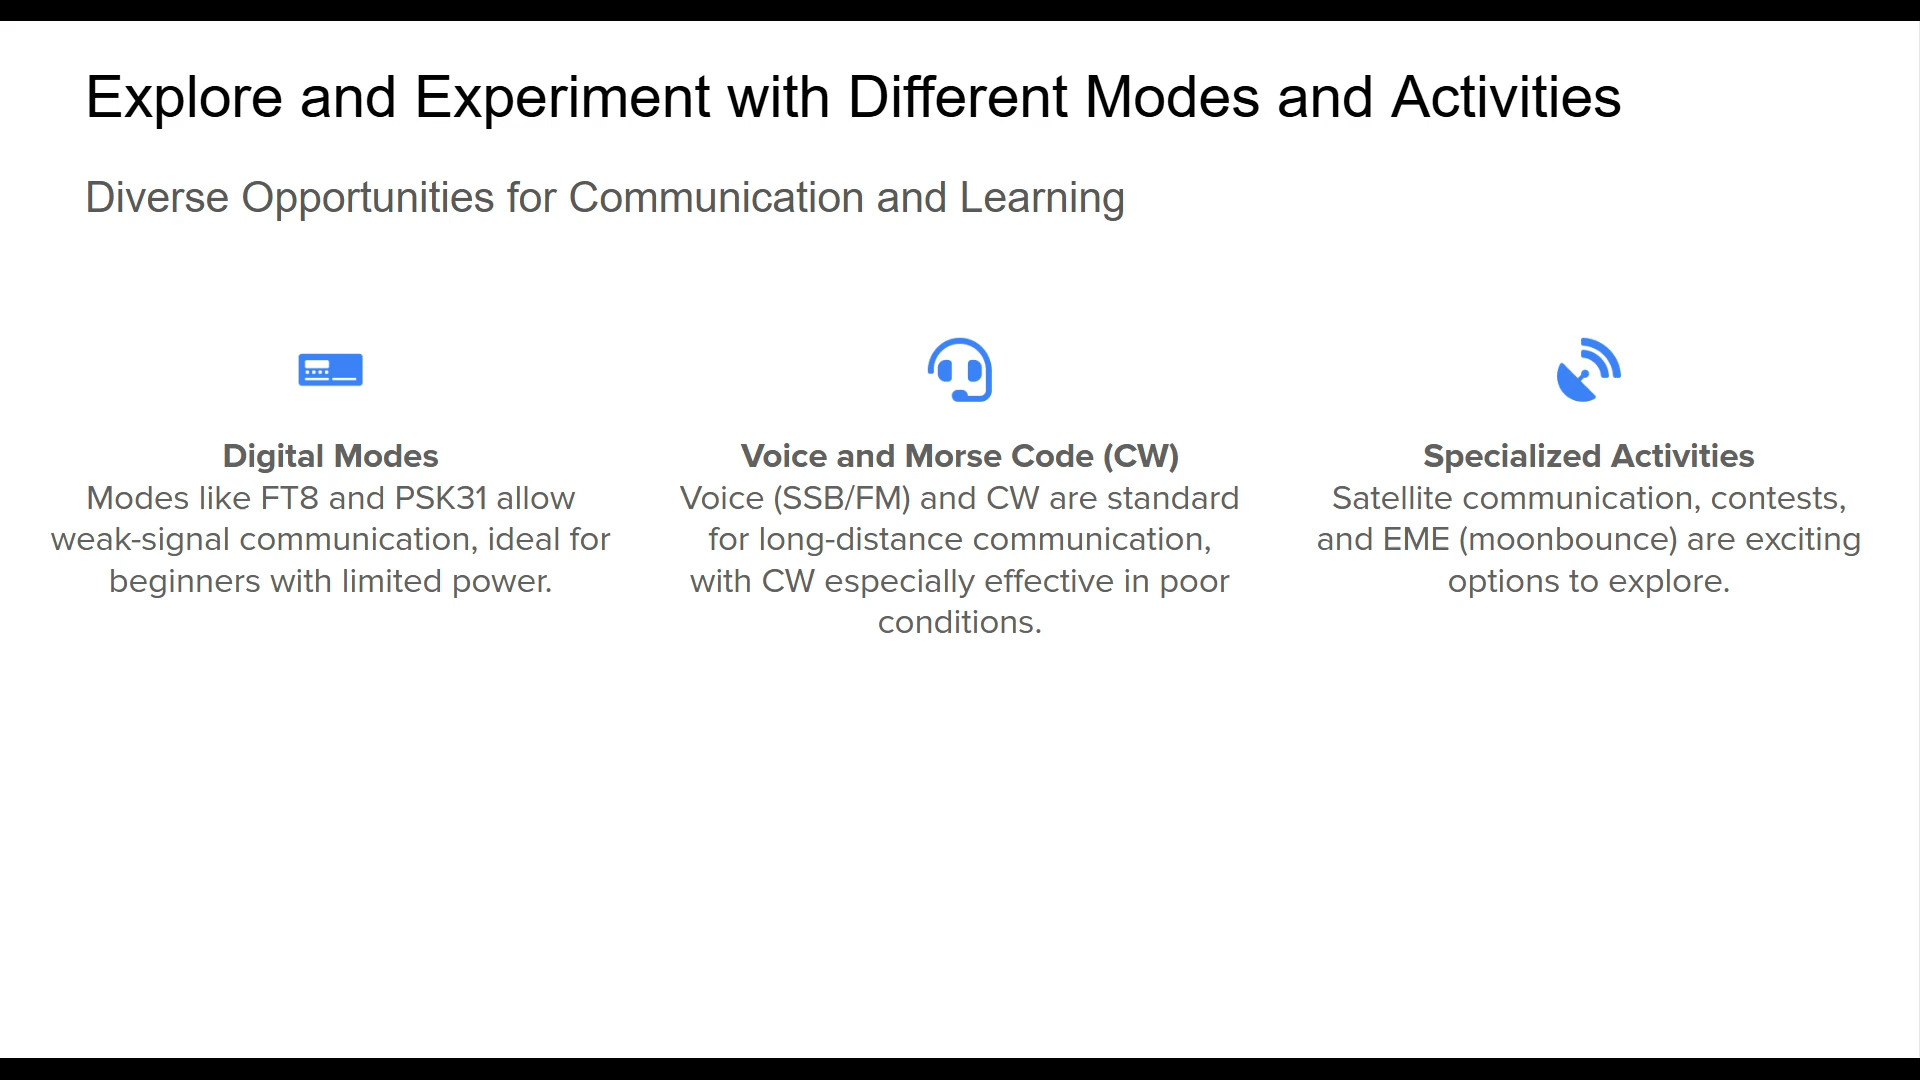 Explore and Experiment with Different Modes and Activities
Diverse Opportunities for Communication and Learning
Digital Modes
Modes like FT8 and PSK31 allow
weak-signal communication, ideal for
beginners with limited power.
Voice and Morse Code (CW)
Voice (SSB/FM) and CW are standard
for long-distance communication,
with CW especially effective in poor
conditions.
Specialized Activities
Satellite communication, contests,
and EME (moonbounce) are exciting
options to explore.